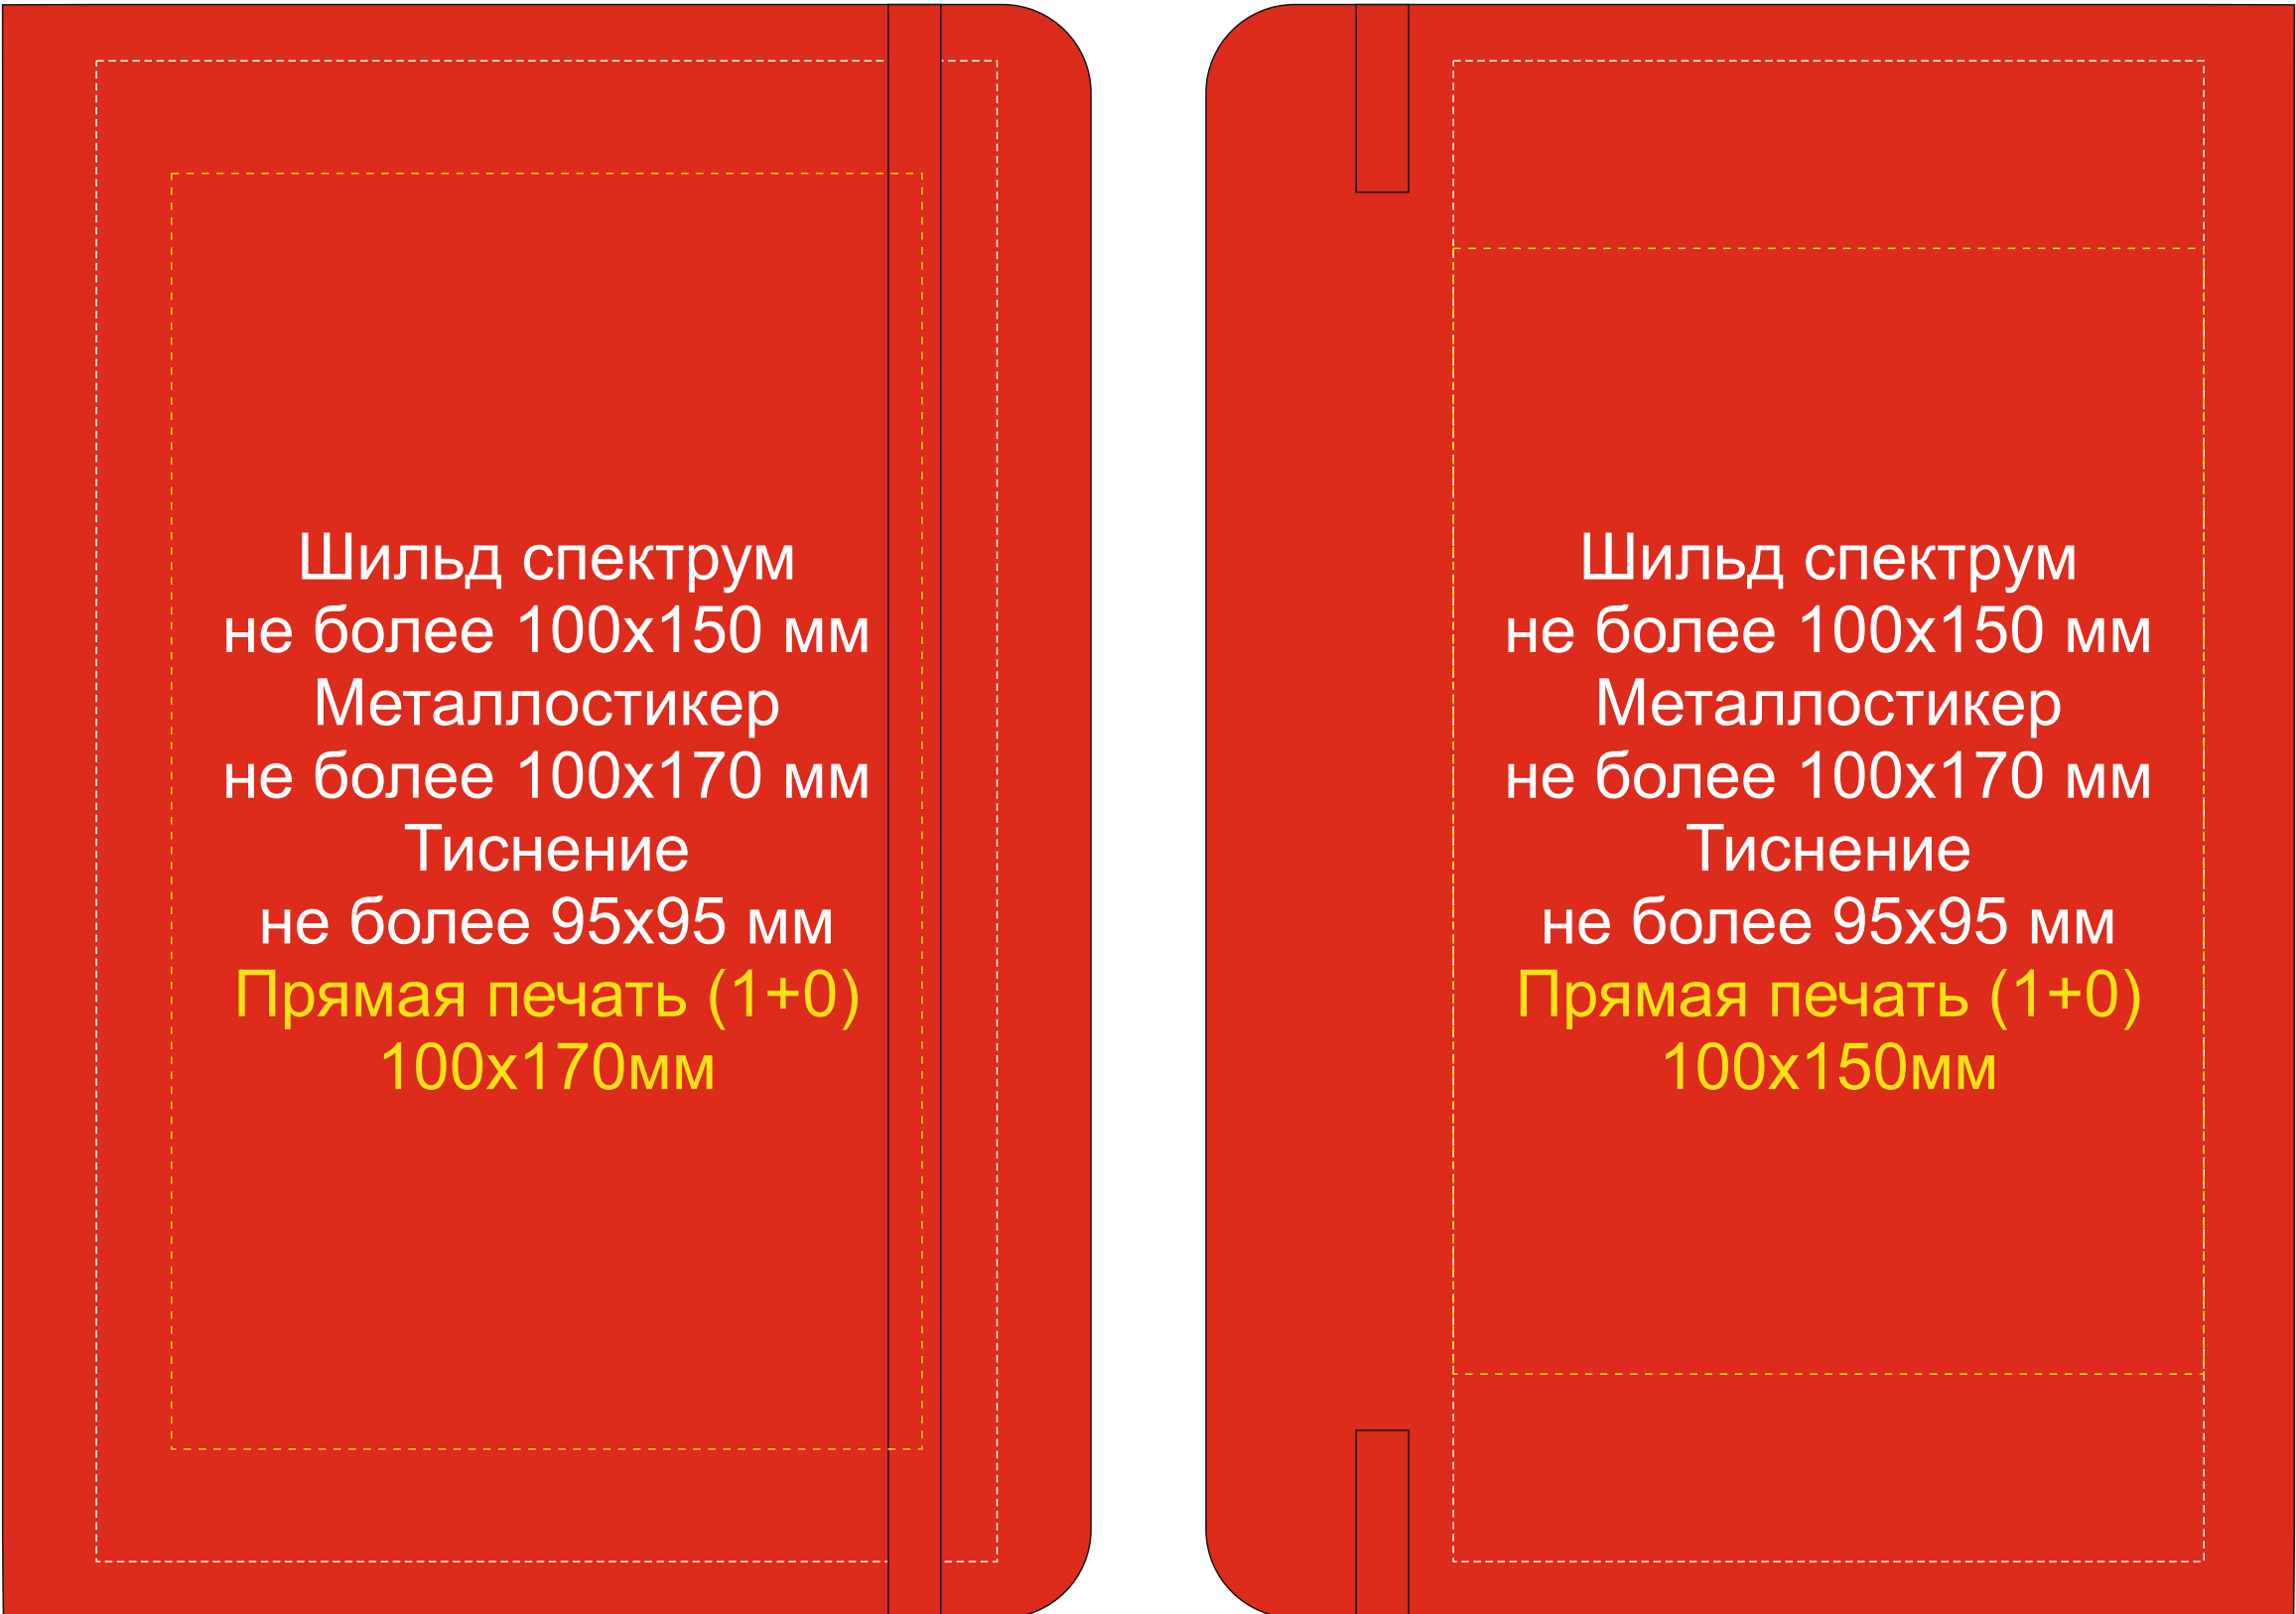 Шильд спектрум
не более 100х150 мм
Металлостикер
не более 100х170 мм
Тиснение
не более 95х95 мм
Прямая печать (1+0)
100х170мм
Шильд спектрум
не более 100х150 мм
Металлостикер
не более 100х170 мм
Тиснение
не более 95х95 мм
Прямая печать (1+0)
100х150мм